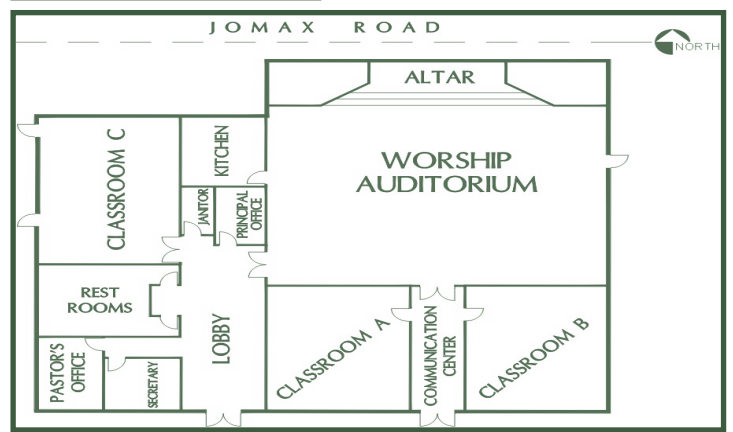 JOMAX ROAD
NORTH
ALTAR
WORSHIP
AUDITORIUM
CLASSROOM C
KITCHEN
JANITOR
PRINCIPAL
OFFICE
REST
ROOMS
LOBBY
PASTOR'S
OFFICE
SECRETARY
CLASSROOM A
COMMUNICATION
CENTER
CLASSROOM B